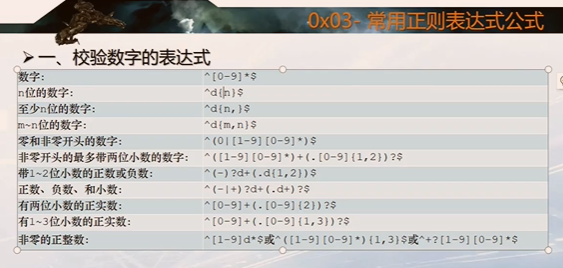 0x03- 常用正则表达式公式
一、校验数字的表达式
数字: ^[0-9]*$
n位的数字: ^d{n}$
至少n位的数字: ^d{n,}$
m~n位的数字: ^d{m,n}$
零和非零开头的数字: ^(0|[1-9][0-9]*)$
非零开头的最多带两位小数的数字: ^([1-9][0-9]*)+(.[0-9]{1,2})?$
带1~2位小数的正数或负数: ^(-)?d+(.d{1,2})$
正数、负数、和小数: ^(-|+)?d+(.d+)?$
有两位小数的正实数: ^[0-9]+(.[0-9]{2})?$
有1~3位小数的正实数: ^[0-9]+(.[0-9]{1,3})?$
非零的正整数: ^[1-9]d*$或^([1-9][0-9]*){1,3}$或^+?[1-9][0-9]*$